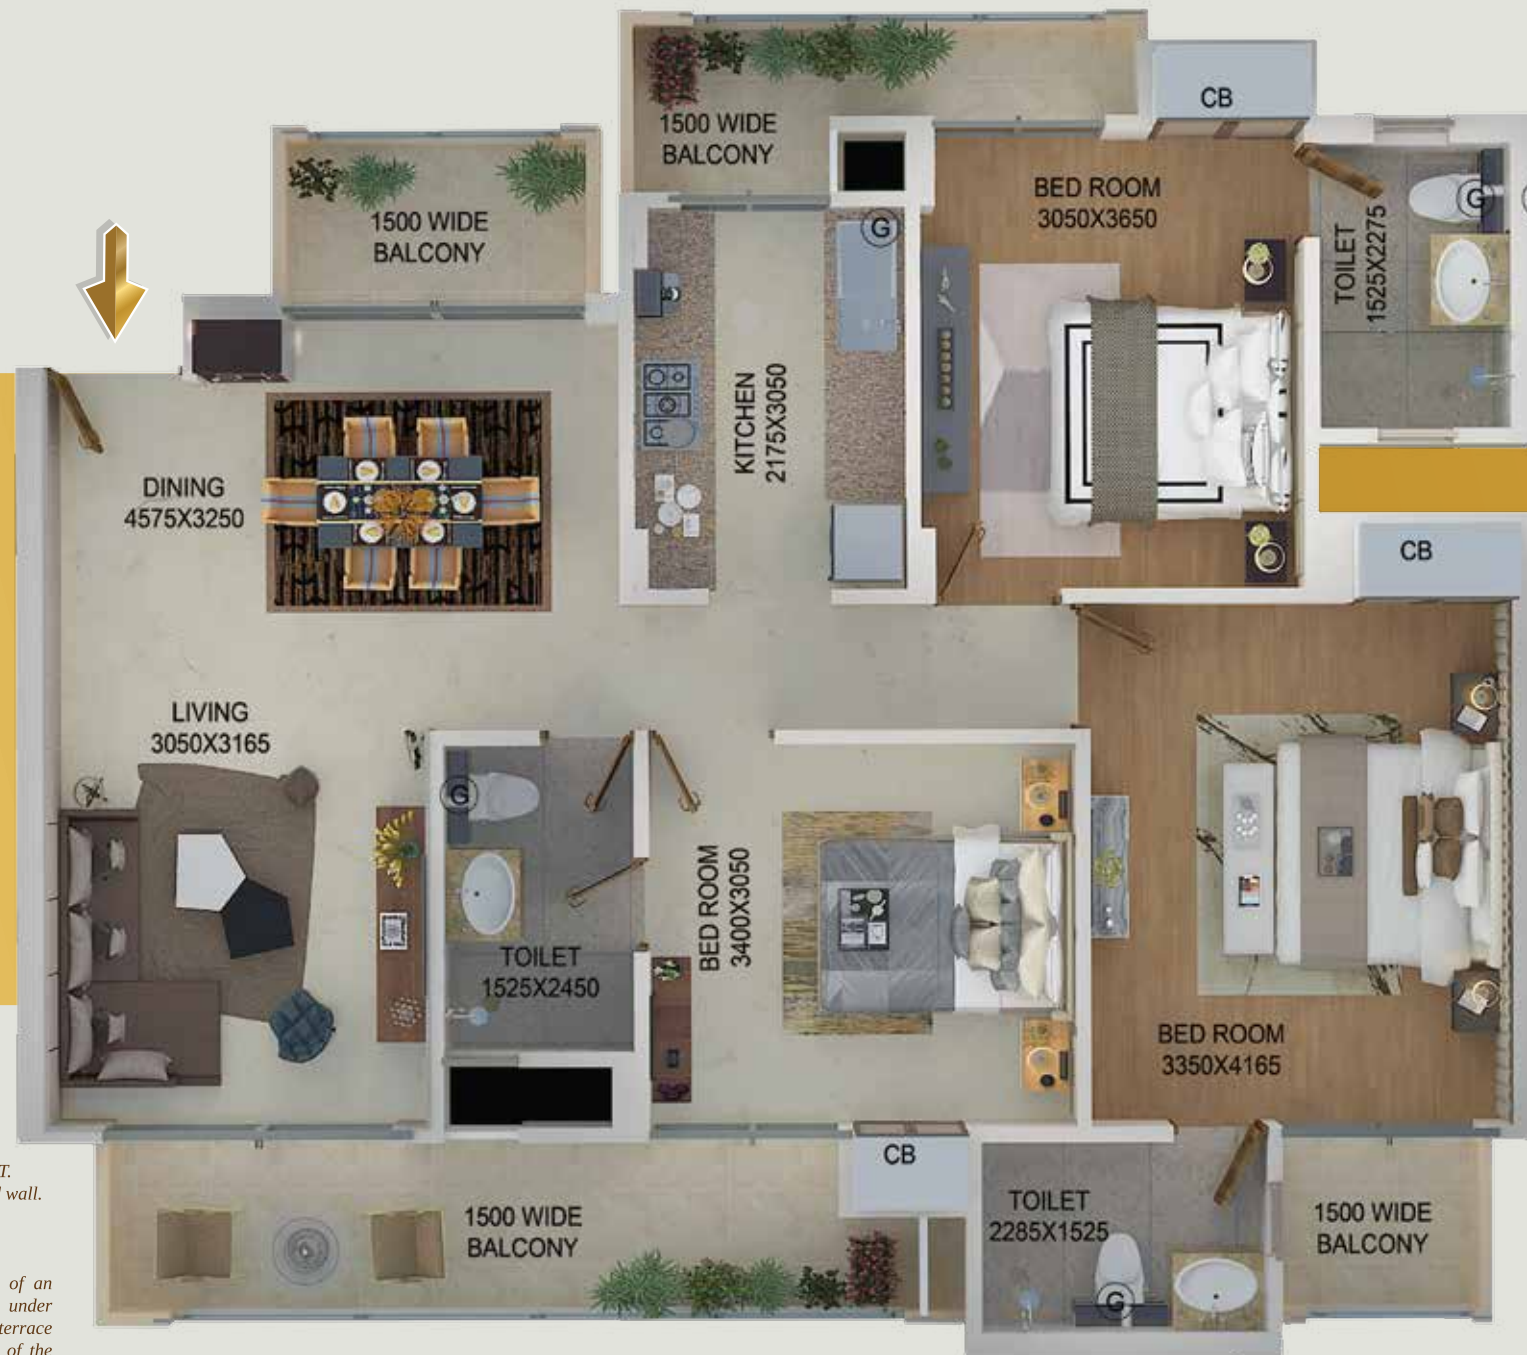 CB
1500 WIDE
BALCONY
G
BED ROOM
3050X3650
G
TOILET
1525X2275
1500 WIDE
BALCONY
KITCHEN
2175X3050
DINING
4575X3250
CB
LIVING
3050X3165
G
BED ROOM
3400X3050
TOILET
1525X2450
BED ROOM
3350X4165
CB
1500 WIDE
BALCONY
TOILET
2285X1525
G
1500 WIDE
BALCONY
T.
wall.
of an
under
terrace
of the